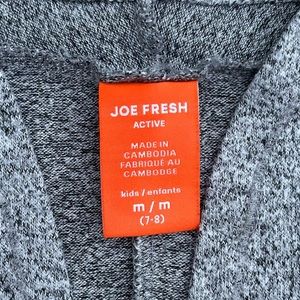 JOE FRESH
ACTIVE
MADE IN
CAMBODIA
FABRIQUÉ AU
CAMBODGE
kids / enfants
m / m
(7-8)